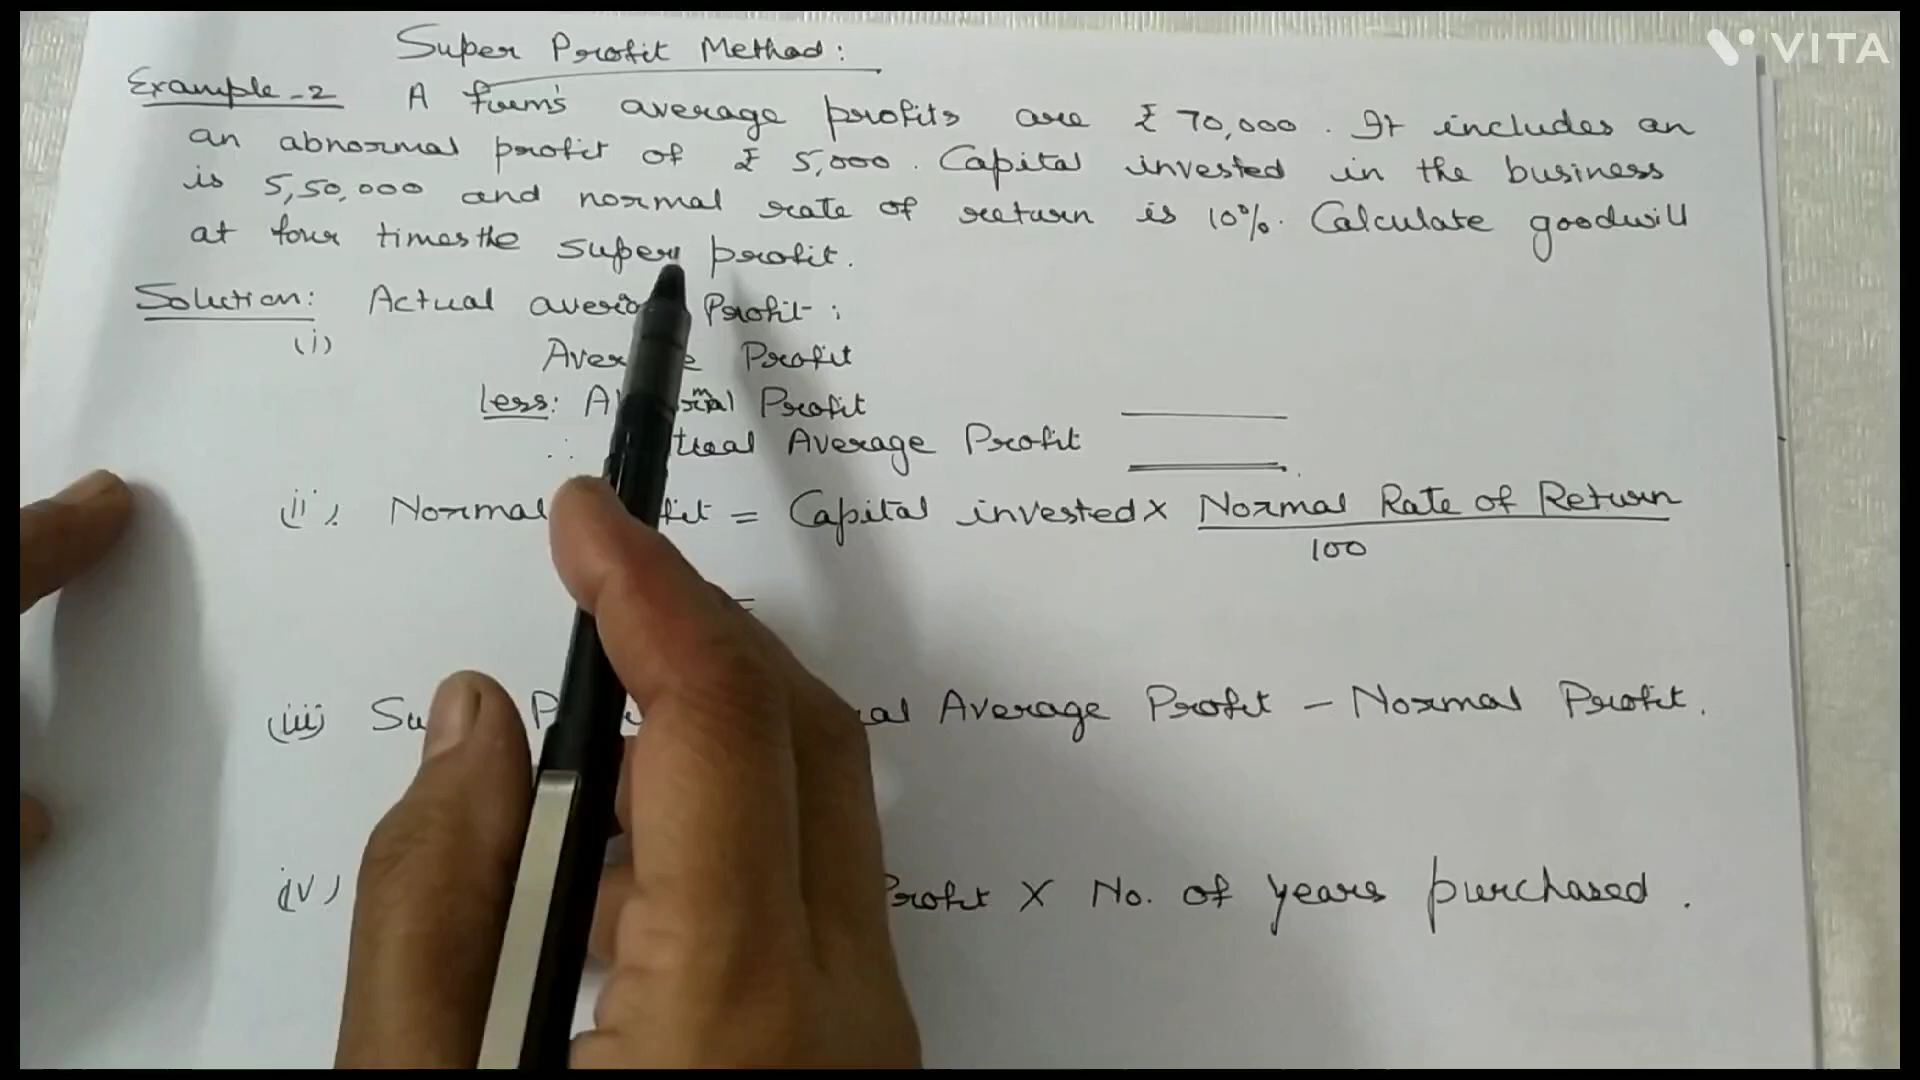 VITA
Super Profit Method:
Example-2 A firm's average profits are ₹ 70,000. It includes an
an abnormal profit of ₹ 5,000. Capital invested in the business
is 5,50,000 and normal rate of return is 10%. Calculate goodwill
at four times the super profit.
Solution: Actual Profit:
(i)
Profit
Less: Profit
Average Profit
(ii). Normal = Capital invested × Normal Rate of Return
100
=
(iii) Average Profit - Normal Profit.
(iv) Profit × No. of years purchased.